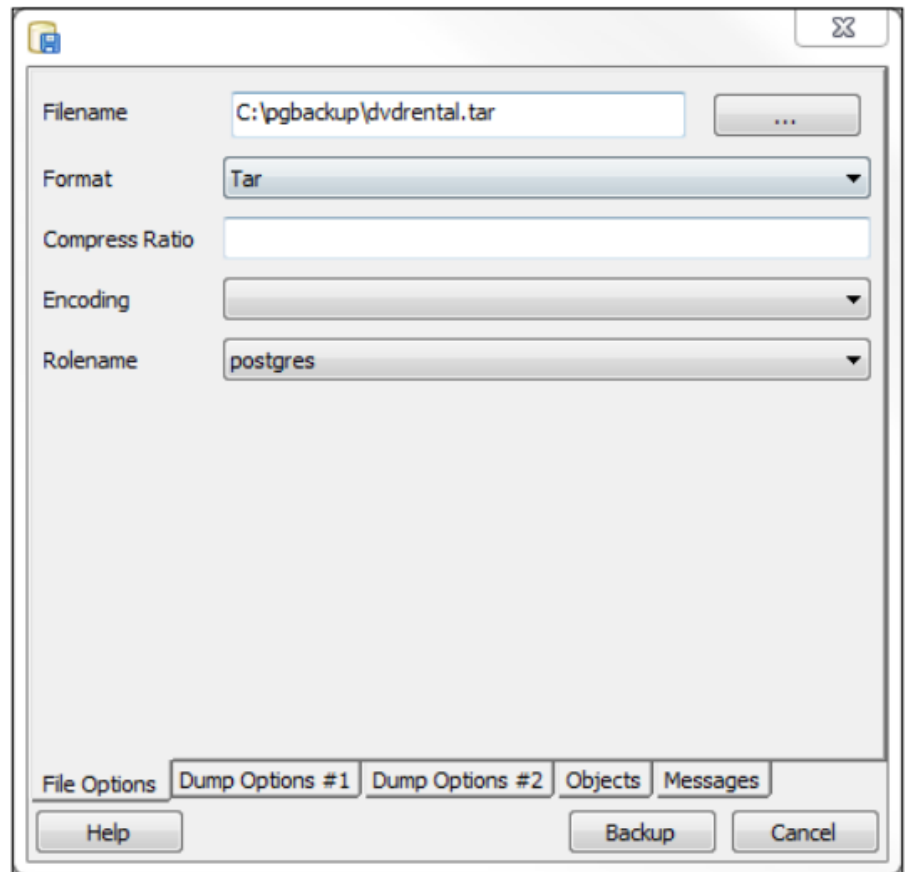 Filename C:\pgbackup\dvdrental.tar ...
Format Tar
Compress Ratio
Encoding
Rolename postgres
File Options Dump Options #1 Dump Options #2 Objects Messages
Help Backup Cancel